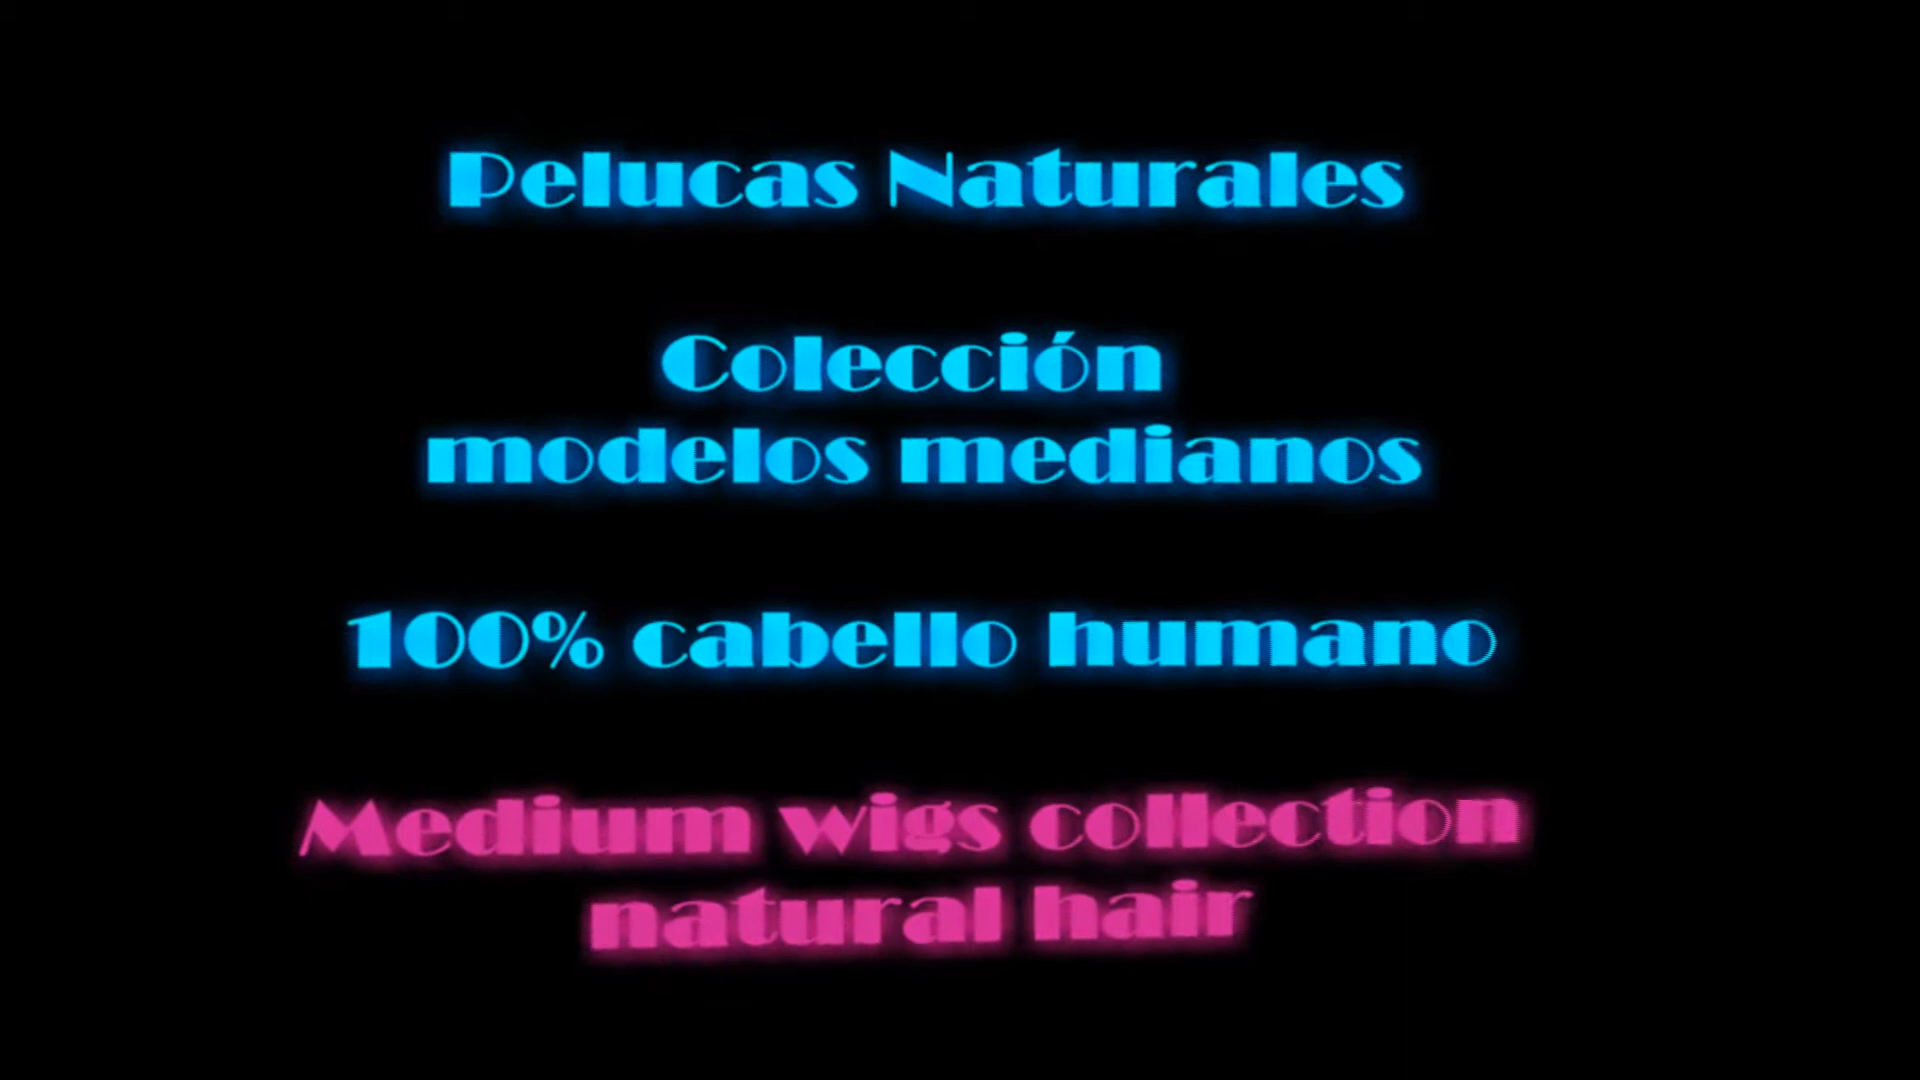 Pelucas Naturales
Colección
modelos medianos
100% cabello humano
Medium wigs collection
natural hair